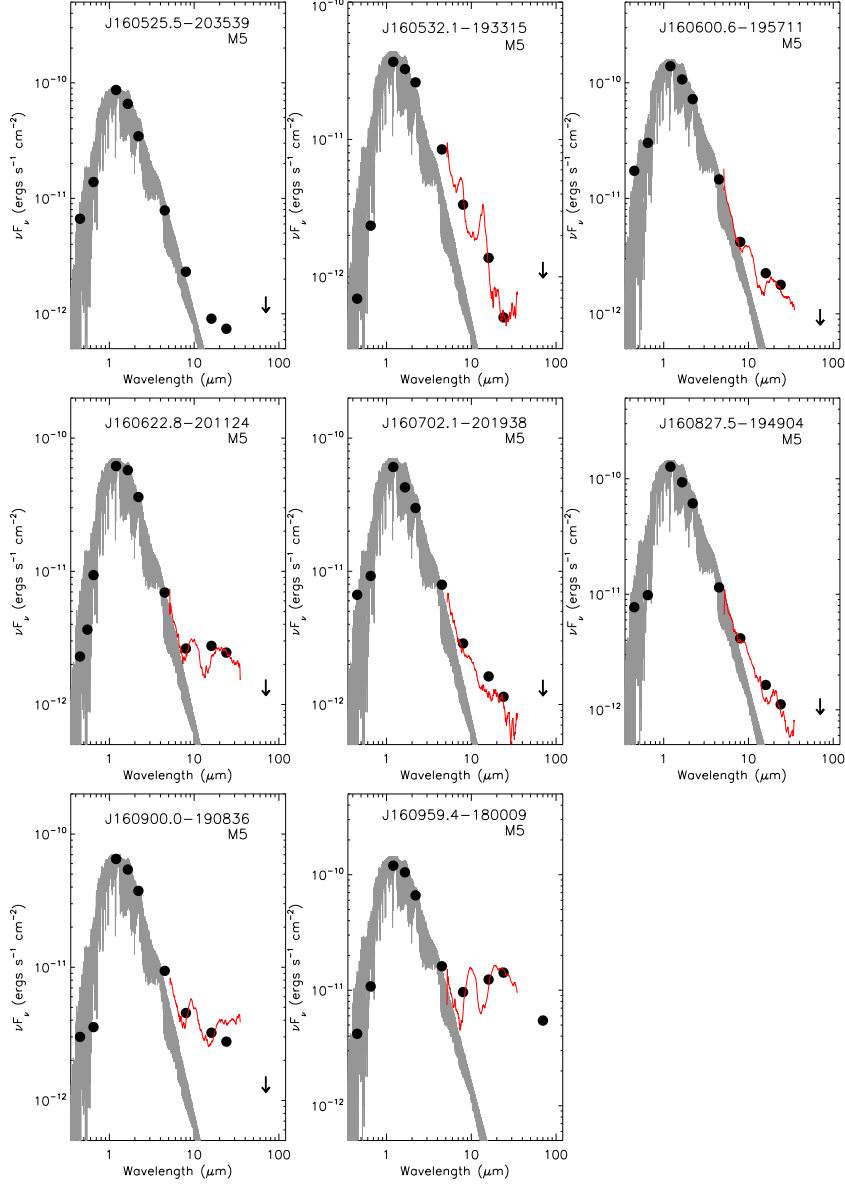 J160525.5−203539
M5
10⁻¹⁰
10⁻¹¹
10⁻¹²
νFν (ergs s⁻¹ cm⁻²)
1 10 100
Wavelength (μm)
J160532.1−193315
M5
10⁻¹⁰
10⁻¹¹
10⁻¹²
νFν (ergs s⁻¹ cm⁻²)
1 10 100
Wavelength (μm)
J160600.6−195711
M5
10⁻¹⁰
10⁻¹¹
10⁻¹²
νFν (ergs s⁻¹ cm⁻²)
1 10 100
Wavelength (μm)
J160622.8−201124
M5
10⁻¹⁰
10⁻¹¹
10⁻¹²
νFν (ergs s⁻¹ cm⁻²)
1 10 100
Wavelength (μm)
J160702.1−201938
M5
10⁻¹⁰
10⁻¹¹
10⁻¹²
νFν (ergs s⁻¹ cm⁻²)
1 10 100
Wavelength (μm)
J160827.5−194904
M5
10⁻¹⁰
10⁻¹¹
10⁻¹²
νFν (ergs s⁻¹ cm⁻²)
1 10 100
Wavelength (μm)
J160900.0−190836
M5
10⁻¹⁰
10⁻¹¹
10⁻¹²
νFν (ergs s⁻¹ cm⁻²)
1 10 100
Wavelength (μm)
J160959.4−180009
M5
10⁻¹⁰
10⁻¹¹
10⁻¹²
νFν (ergs s⁻¹ cm⁻²)
1 10 100
Wavelength (μm)